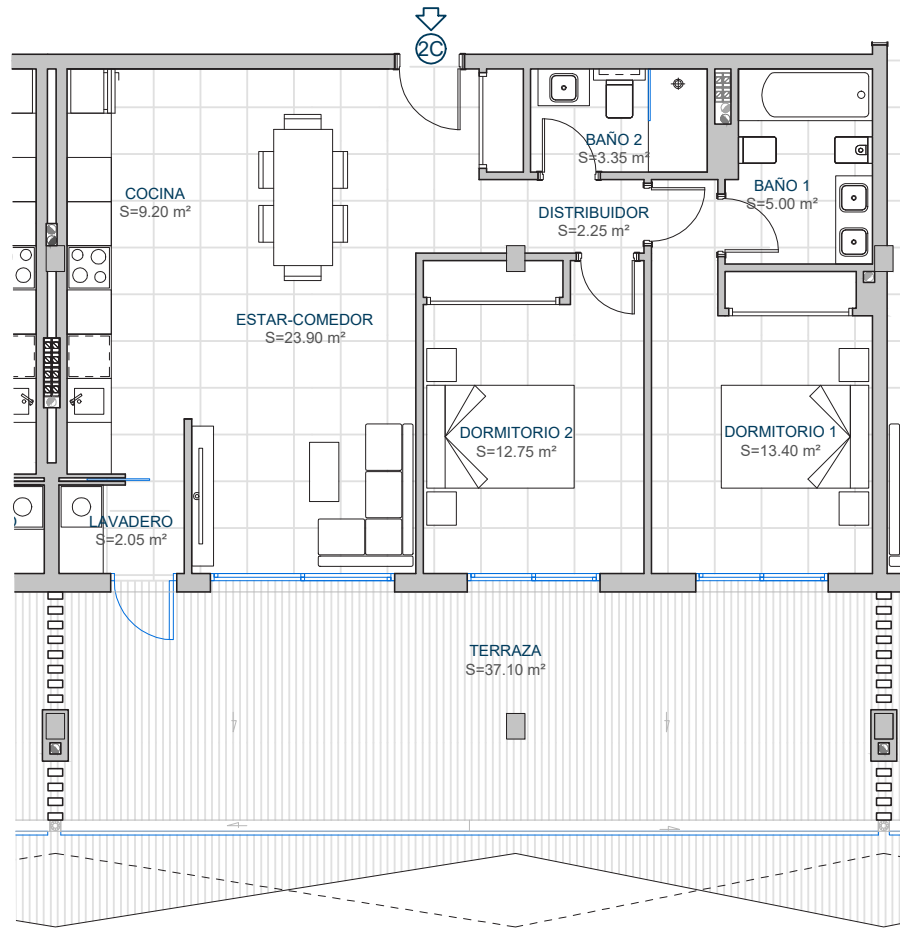 2C
BAÑO 2
S=3.35 m²
COCINA
S=9.20 m²
BAÑO 1
S=5.00 m²
DISTRIBUIDOR
S=2.25 m²
ESTAR-COMEDOR
S=23.90 m²
DORMITORIO 2
S=12.75 m²
DORMITORIO 1
S=13.40 m²
O
LAVADERO
S=2.05 m²
TERRAZA
S=37.10 m²